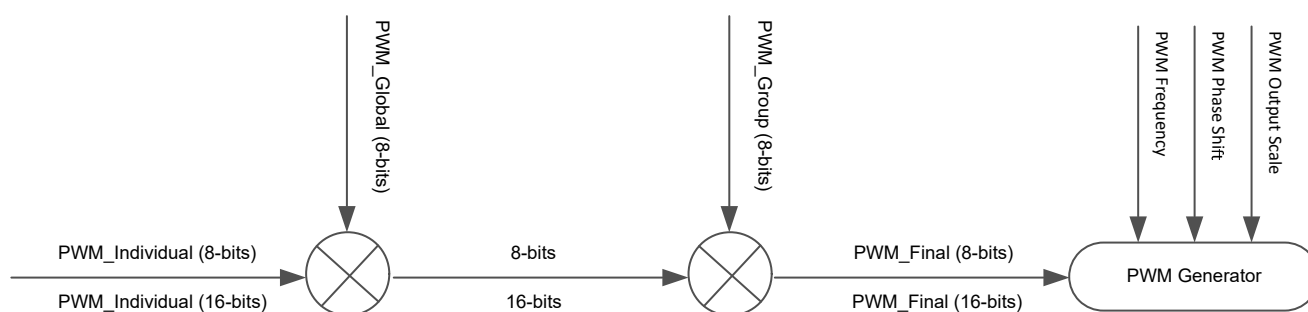 PWM_Global (8-bits)
PWM_Group (8-bits)
PWM Frequency
PWM Phase Shift
PWM Output Scale
PWM_Individual (8-bits)
8-bits
PWM_Final (8-bits)
PWM Generator
PWM_Individual (16-bits)
16-bits
PWM_Final (16-bits)